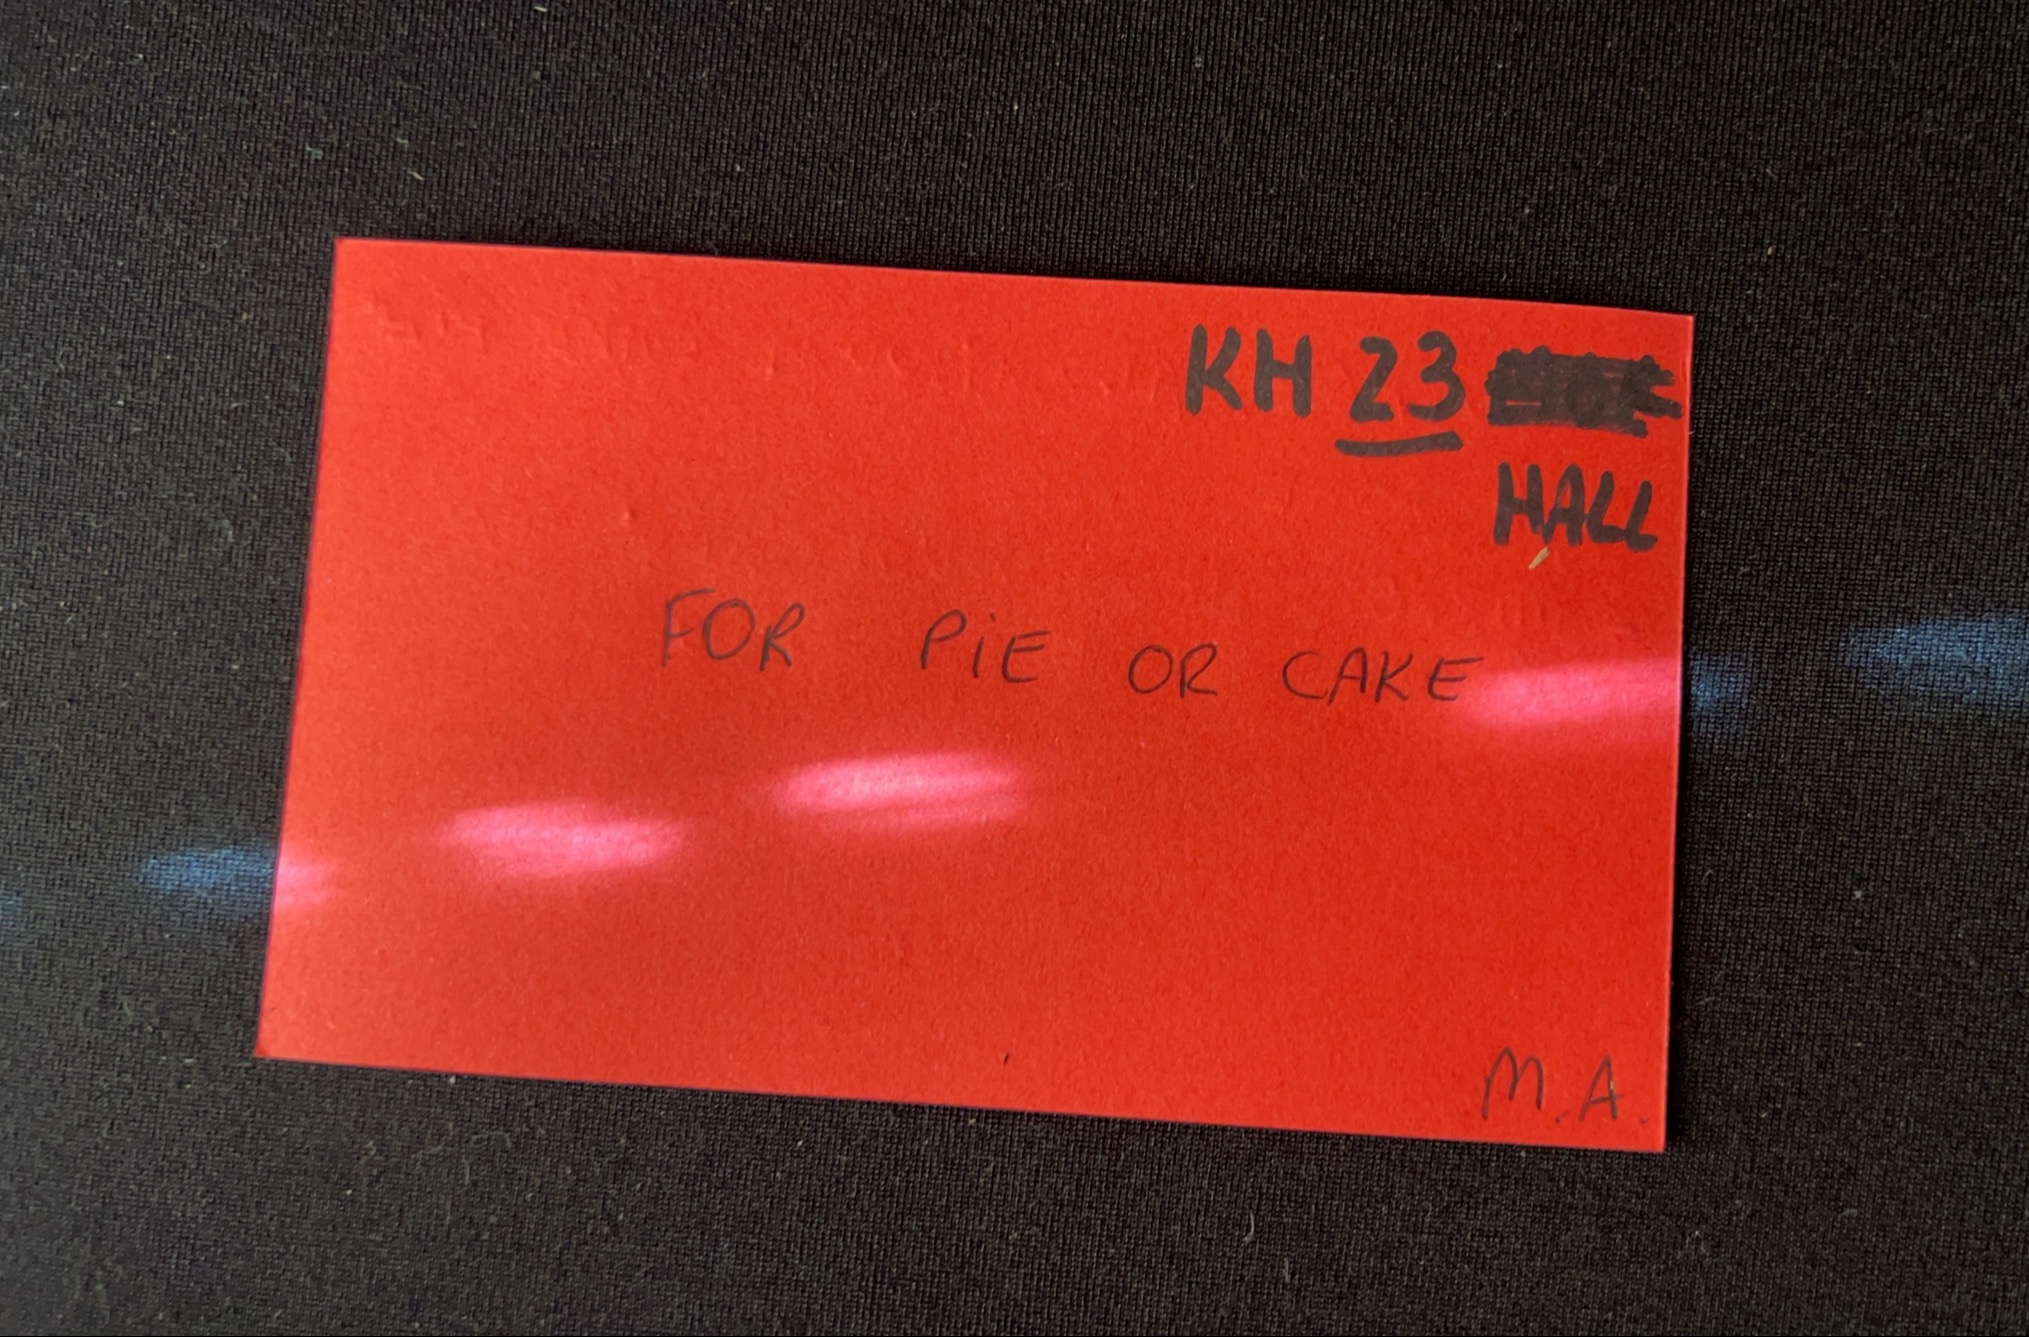 KH 23
HALL
FOR PiE OR CAKE
M.A.